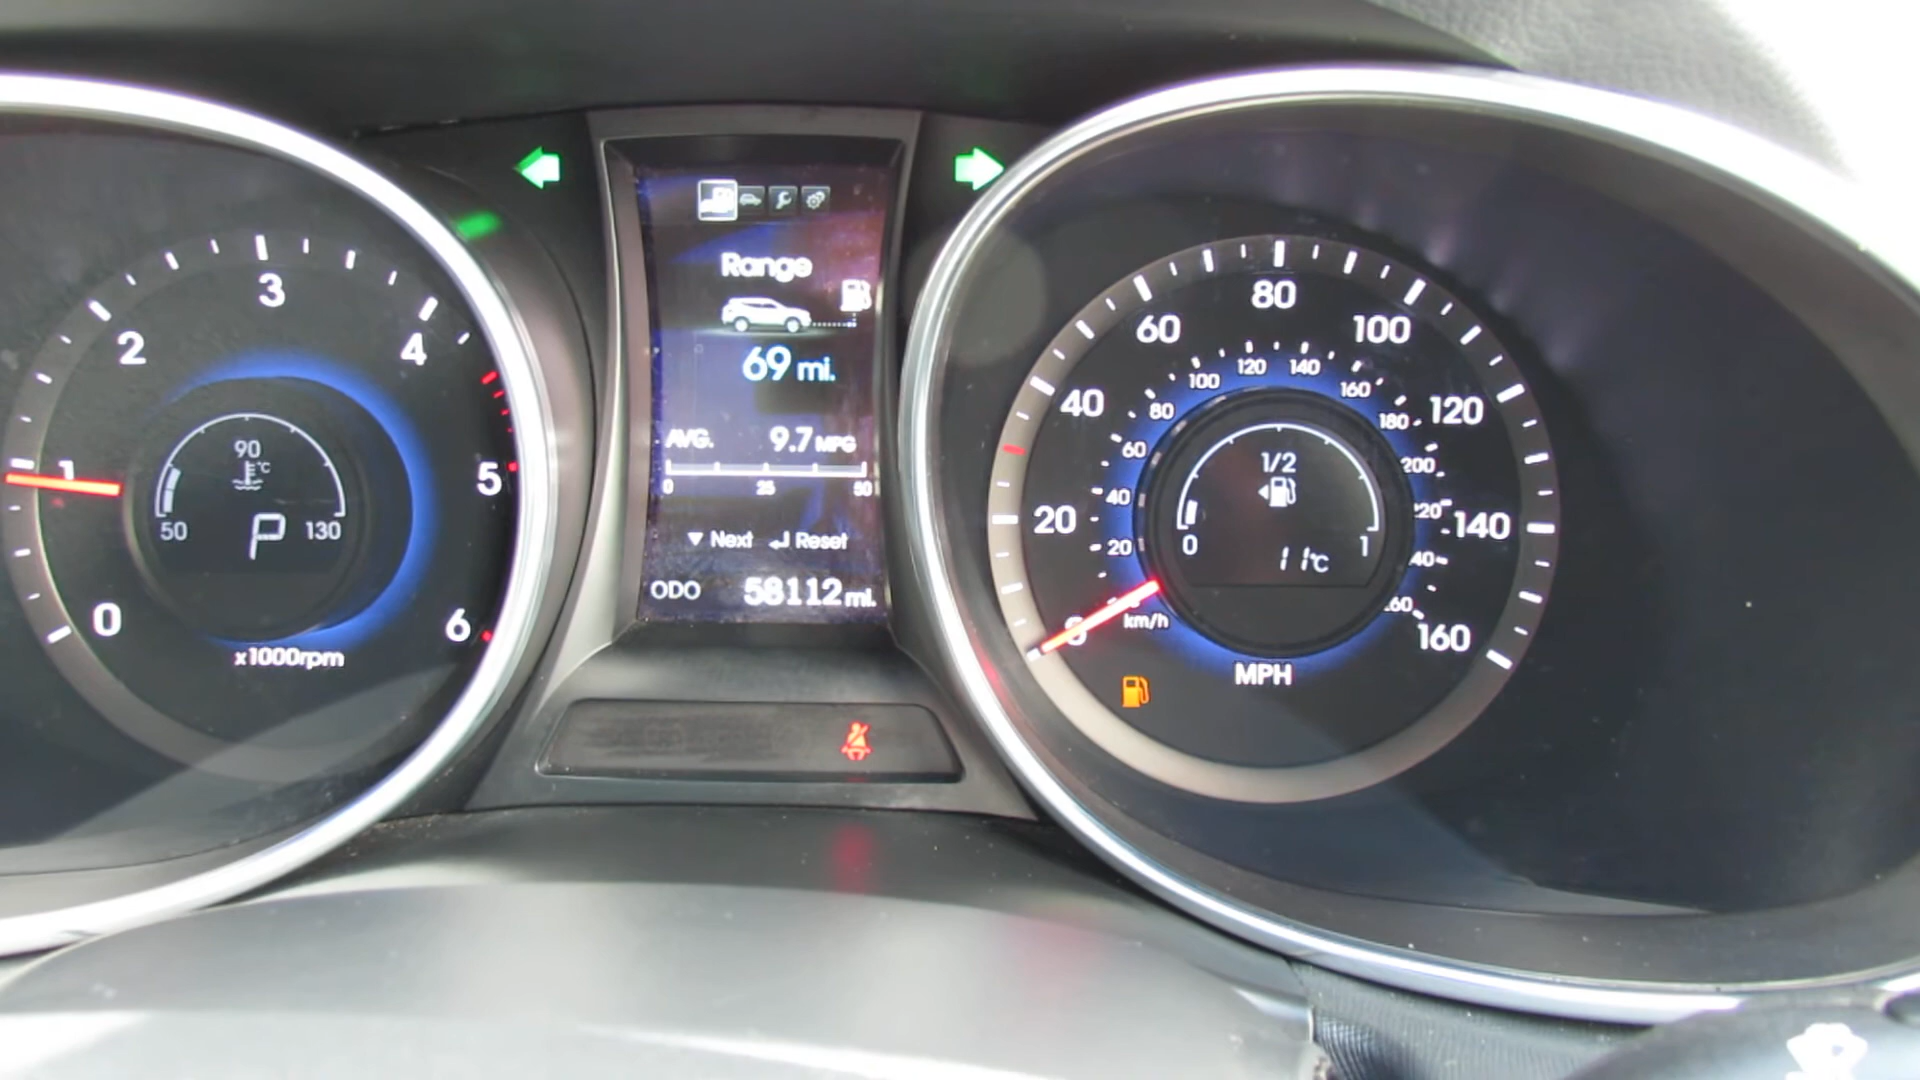 0
1
2
3
4
5
6
x1000rpm
90
°C
50
130
P
Range
69 mi.
AVG. 9.7 MPG
0 25 50
▼ Next ↵ Reset
ODO 58112 mi.
20
40
60
80
100
120
140
160
20
40
60
80
100
120
140
160
180
200
km/h
MPH
1/2
0
1
11°C